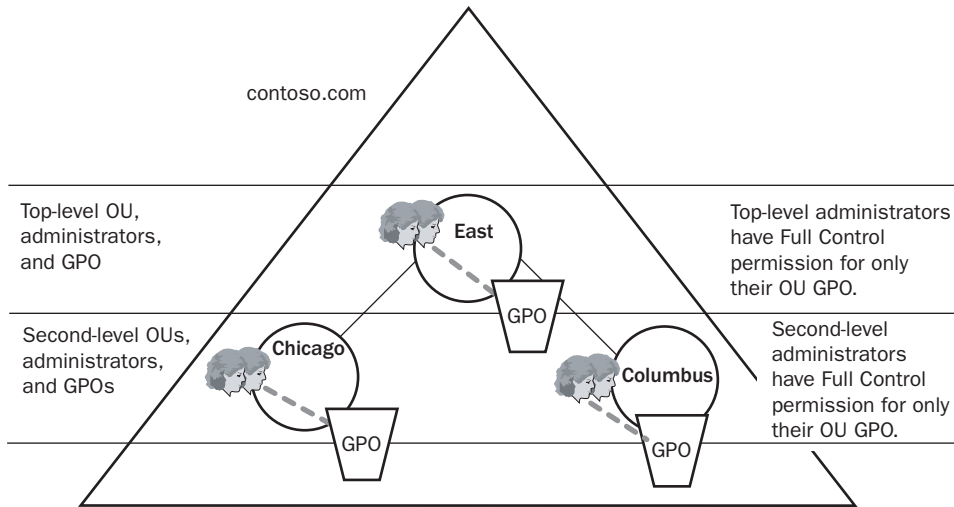 contoso.com
Top-level OU,
administrators,
and GPO
East
GPO
Top-level administrators
have Full Control
permission for only
their OU GPO.
Second-level OUs,
administrators,
and GPOs
Chicago
GPO
Columbus
GPO
Second-level
administrators
have Full Control
permission for only
their OU GPO.